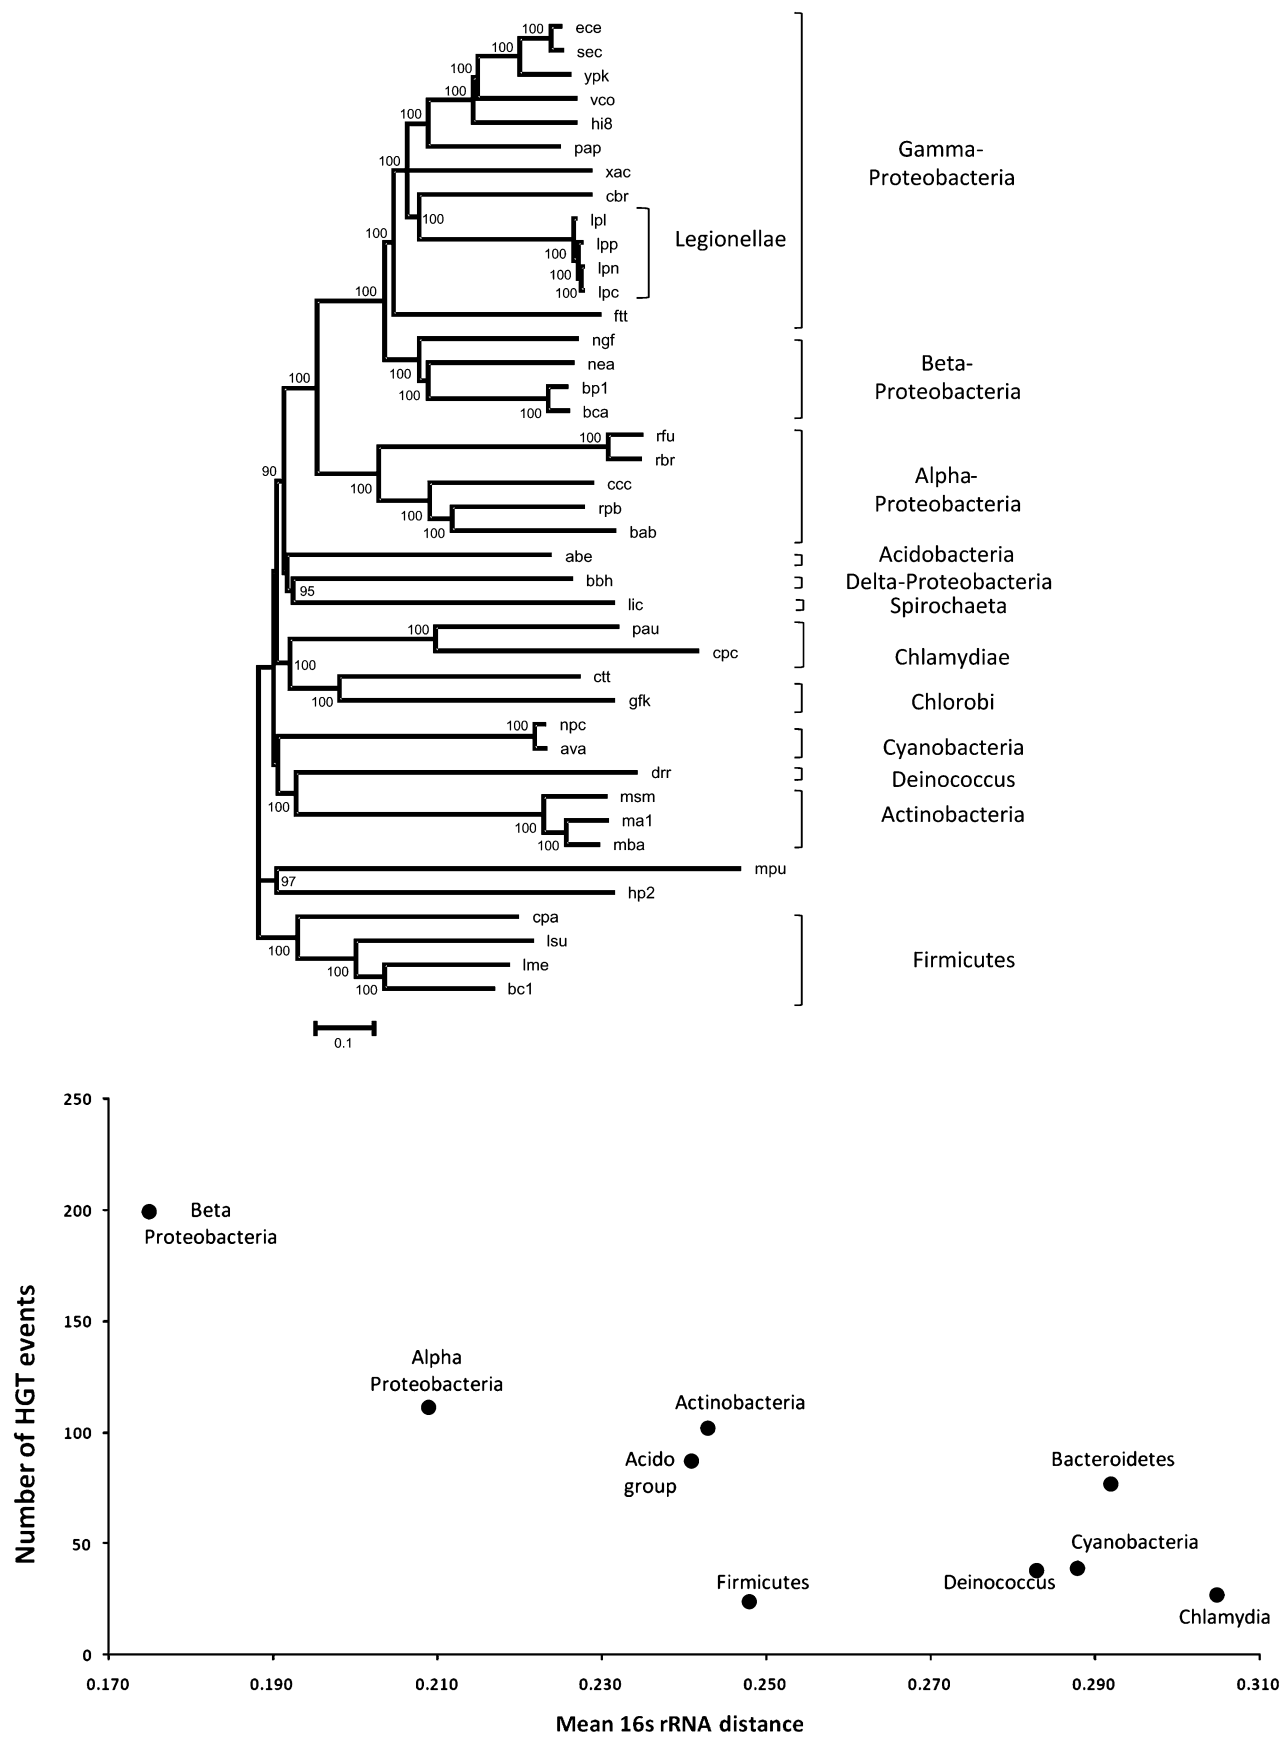 100
ece
100
sec
100
ypk
100
vco
100
hi8
100
pap
Gamma-
Proteobacteria
xac
cbr
100
lpl
Legionellae
100
lpp
100
lpn
100
lpc
100
ftt
100
ngf
100
nea
100
bp1
100
bca
Beta-
Proteobacteria
100
100
rfu
rbr
90
100
ccc
100
rpb
100
bab
Alpha-
Proteobacteria
abe
Acidobacteria
bbh
Delta-Proteobacteria
95
lic
Spirochaeta
100
pau
cpc
Chlamydiae
100
ctt
100
gfk
Chlorobi
100
npc
ava
Cyanobacteria
drr
Deinococcus
100
msm
100
ma1
100
mba
Actinobacteria
mpu
97
hp2
cpa
100
lsu
100
lme
100
bc1
Firmicutes
0.1
250
200
150
100
50
0
Number of HGT events
Beta
Proteobacteria
Alpha
Proteobacteria
Actinobacteria
Acido
group
Bacteroidetes
Cyanobacteria
Firmicutes
Deinococcus
Chlamydia
0.170
0.190
0.210
0.230
0.250
0.270
0.290
0.310
Mean 16s rRNA distance